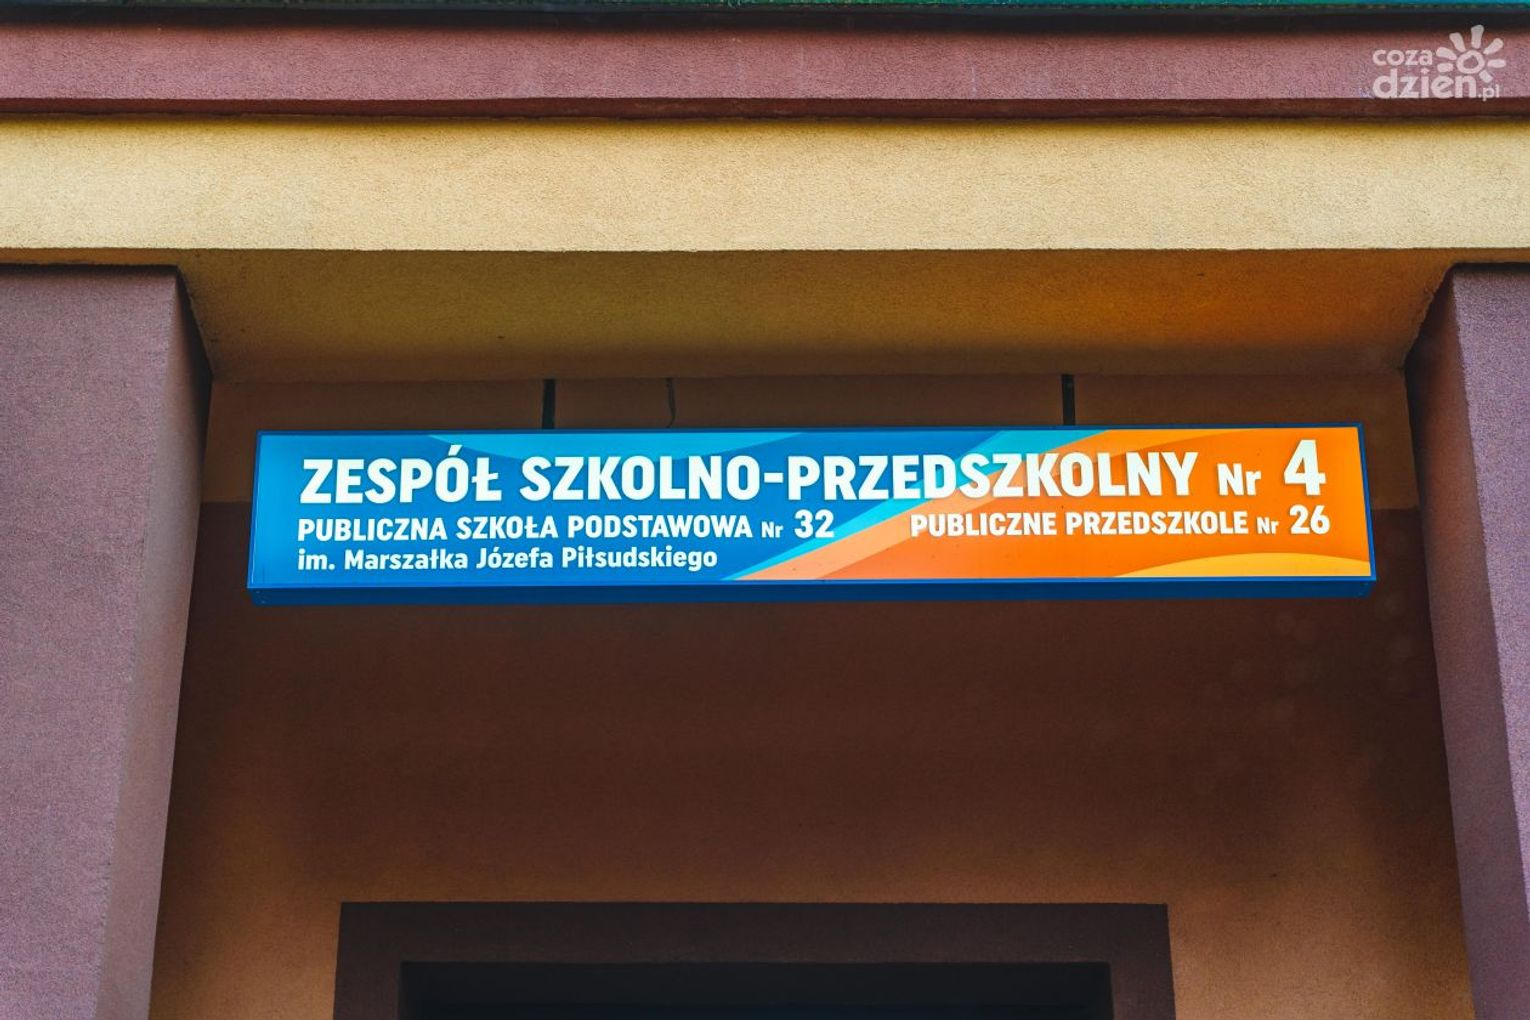 coza
dzien.pl
ZESPÓŁ SZKOLNO-PRZEDSZKOLNY Nr 4
PUBLICZNA SZKOŁA PODSTAWOWA Nr 32
im. Marszałka Józefa Piłsudskiego
PUBLICZNE PRZEDSZKOLE Nr 26